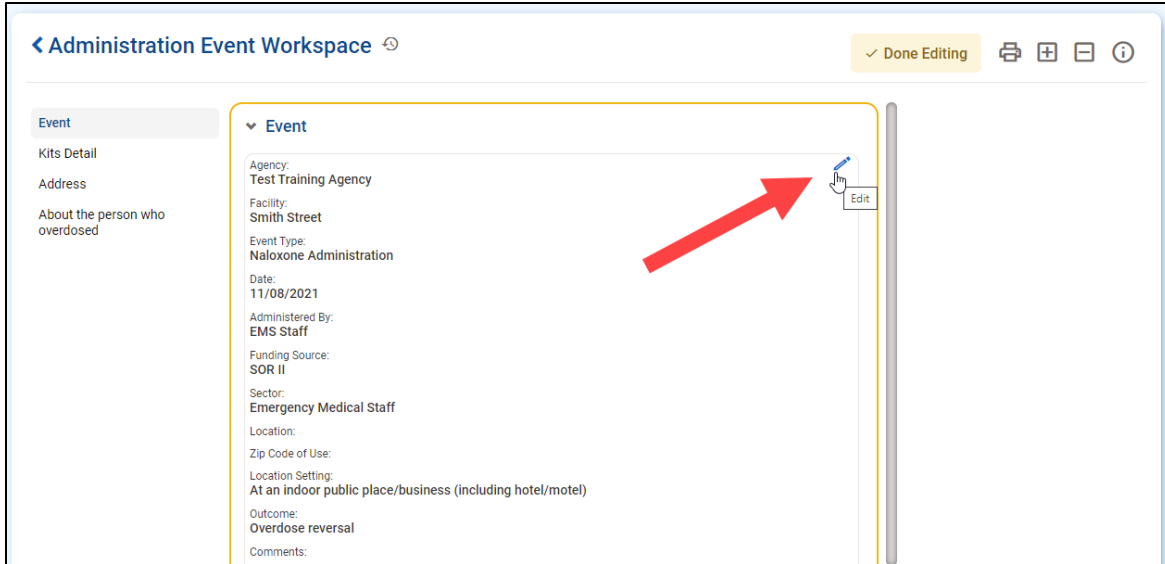 Administration Event Workspace
Done Editing
Event
Kits Detail
Address
About the person who
overdosed
Event
Agency:
Test Training Agency
Edit
Facility:
Smith Street
Event Type:
Naloxone Administration
Date:
11/08/2021
Administered By:
EMS Staff
Funding Source:
SOR II
Sector:
Emergency Medical Staff
Location:
Zip Code of Use:
Location Setting:
At an indoor public place/business (including hotel/motel)
Outcome:
Overdose reversal
Comments: